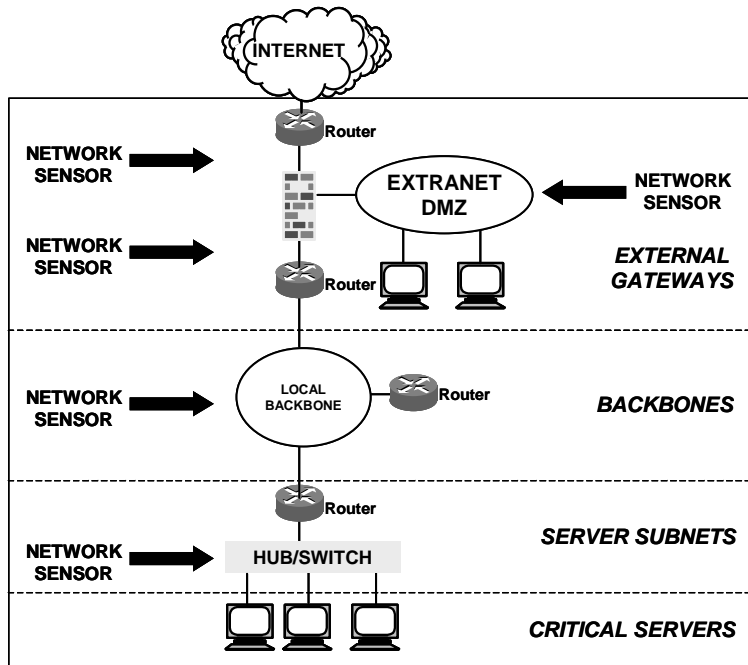 INTERNET
Router
NETWORK
SENSOR
EXTRANET
DMZ
NETWORK
SENSOR
NETWORK
SENSOR
EXTERNAL
GATEWAYS
Router
LOCAL
BACKBONE
Router
NETWORK
SENSOR
BACKBONES
Router
SERVER SUBNETS
NETWORK
SENSOR
HUB/SWITCH
CRITICAL SERVERS